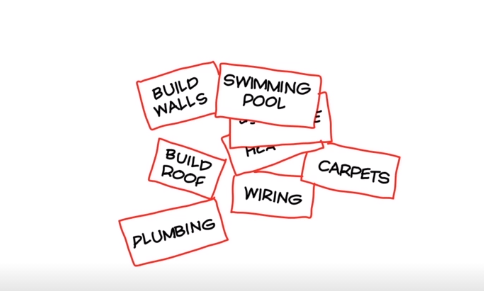 BUILD
WALLS
SWIMMING
POOL
BUILD
ROOF
CARPETS
WIRING
PLUMBING